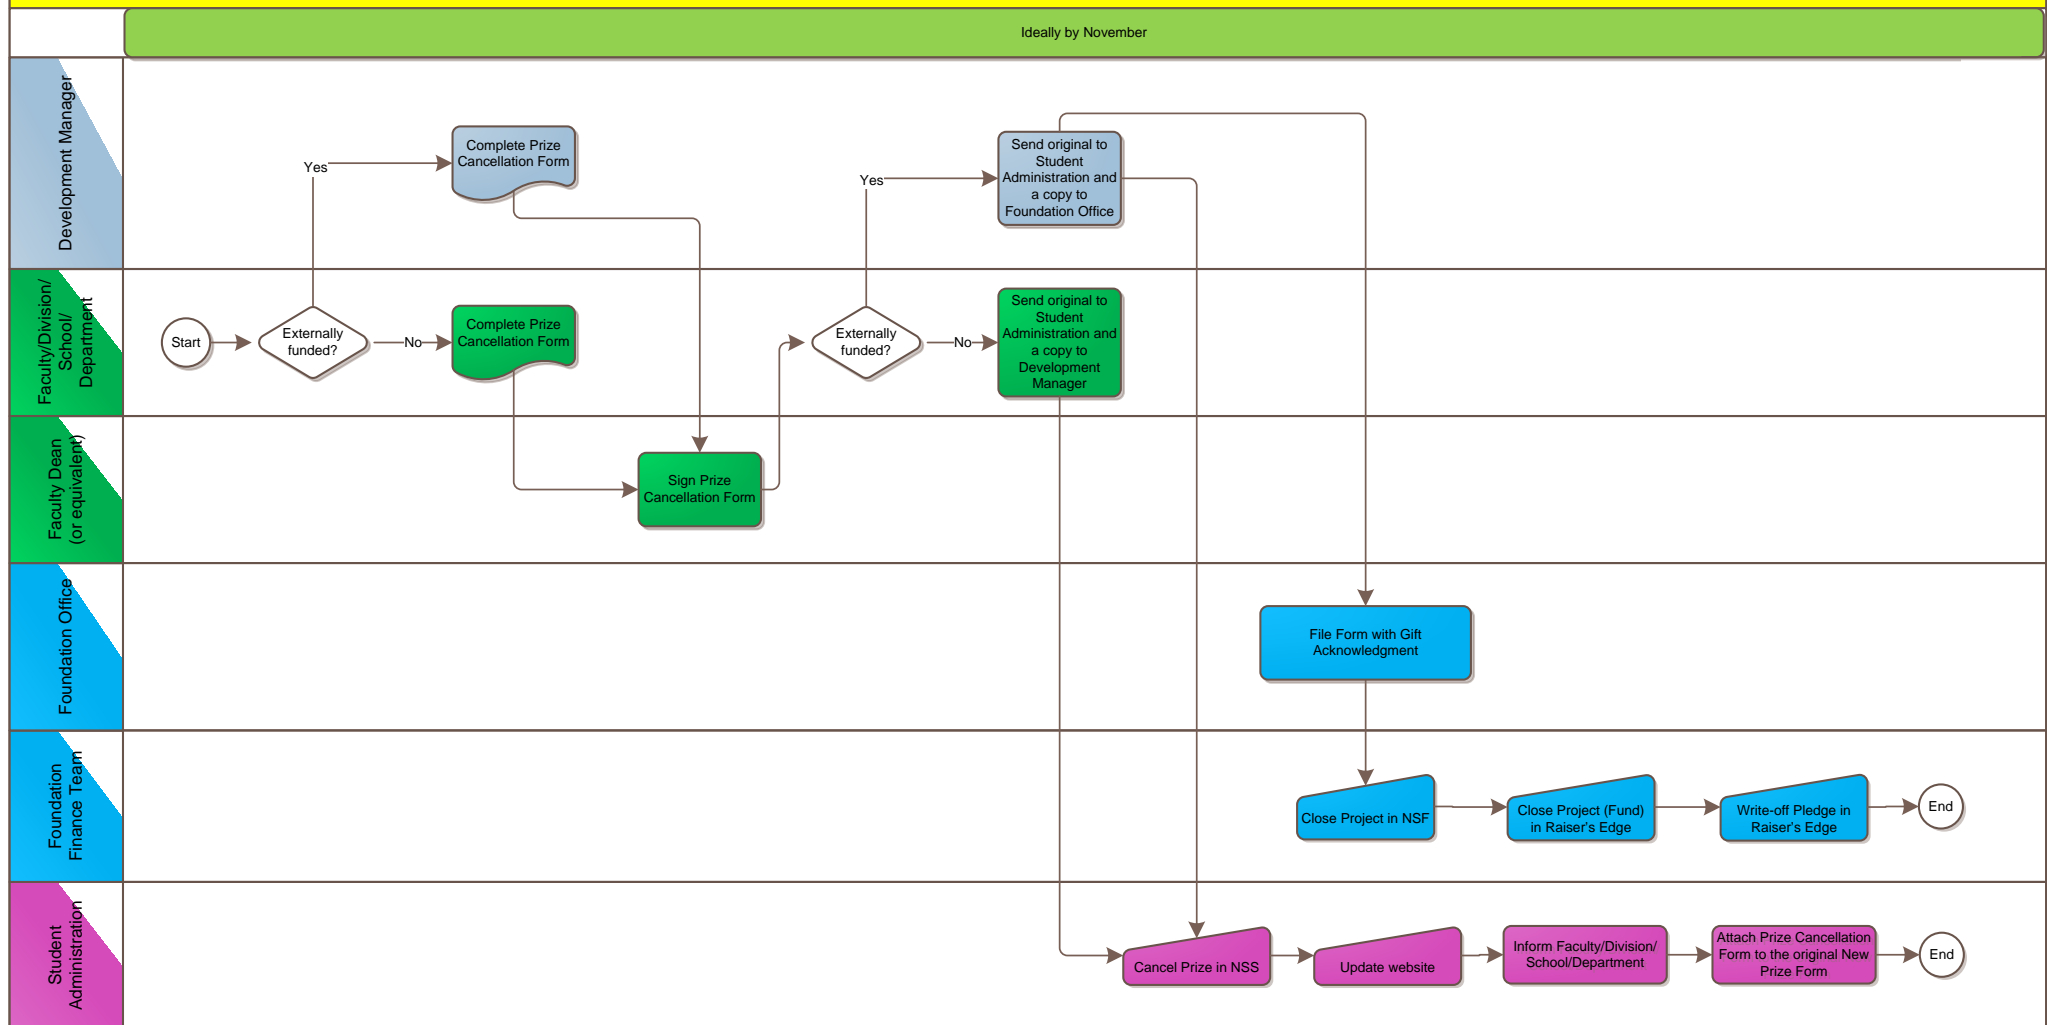 Ideally by November
Development Manager
Complete Prize
Cancellation Form
Yes
Send original to
Student
Administration and
a copy to
Foundation Office
Yes
Faculty/Division/
School/
Department
Start
Externally
funded?
No
Complete Prize
Cancellation Form
Externally
funded?
No
Send original to
Student
Administration and
a copy to
Development
Manager
Faculty Dean
(or equivalent)
Sign Prize
Cancellation Form
Foundation Office
File Form with Gift
Acknowledgment
Foundation
Finance Team
Close Project in NSF
Close Project (Fund)
in Raiser's Edge
Write-off Pledge in
Raiser's Edge
End
Student
Administration
Cancel Prize in NSS
Update website
Inform Faculty/Division/
School/Department
Attach Prize Cancellation
Form to the original New
Prize Form
End